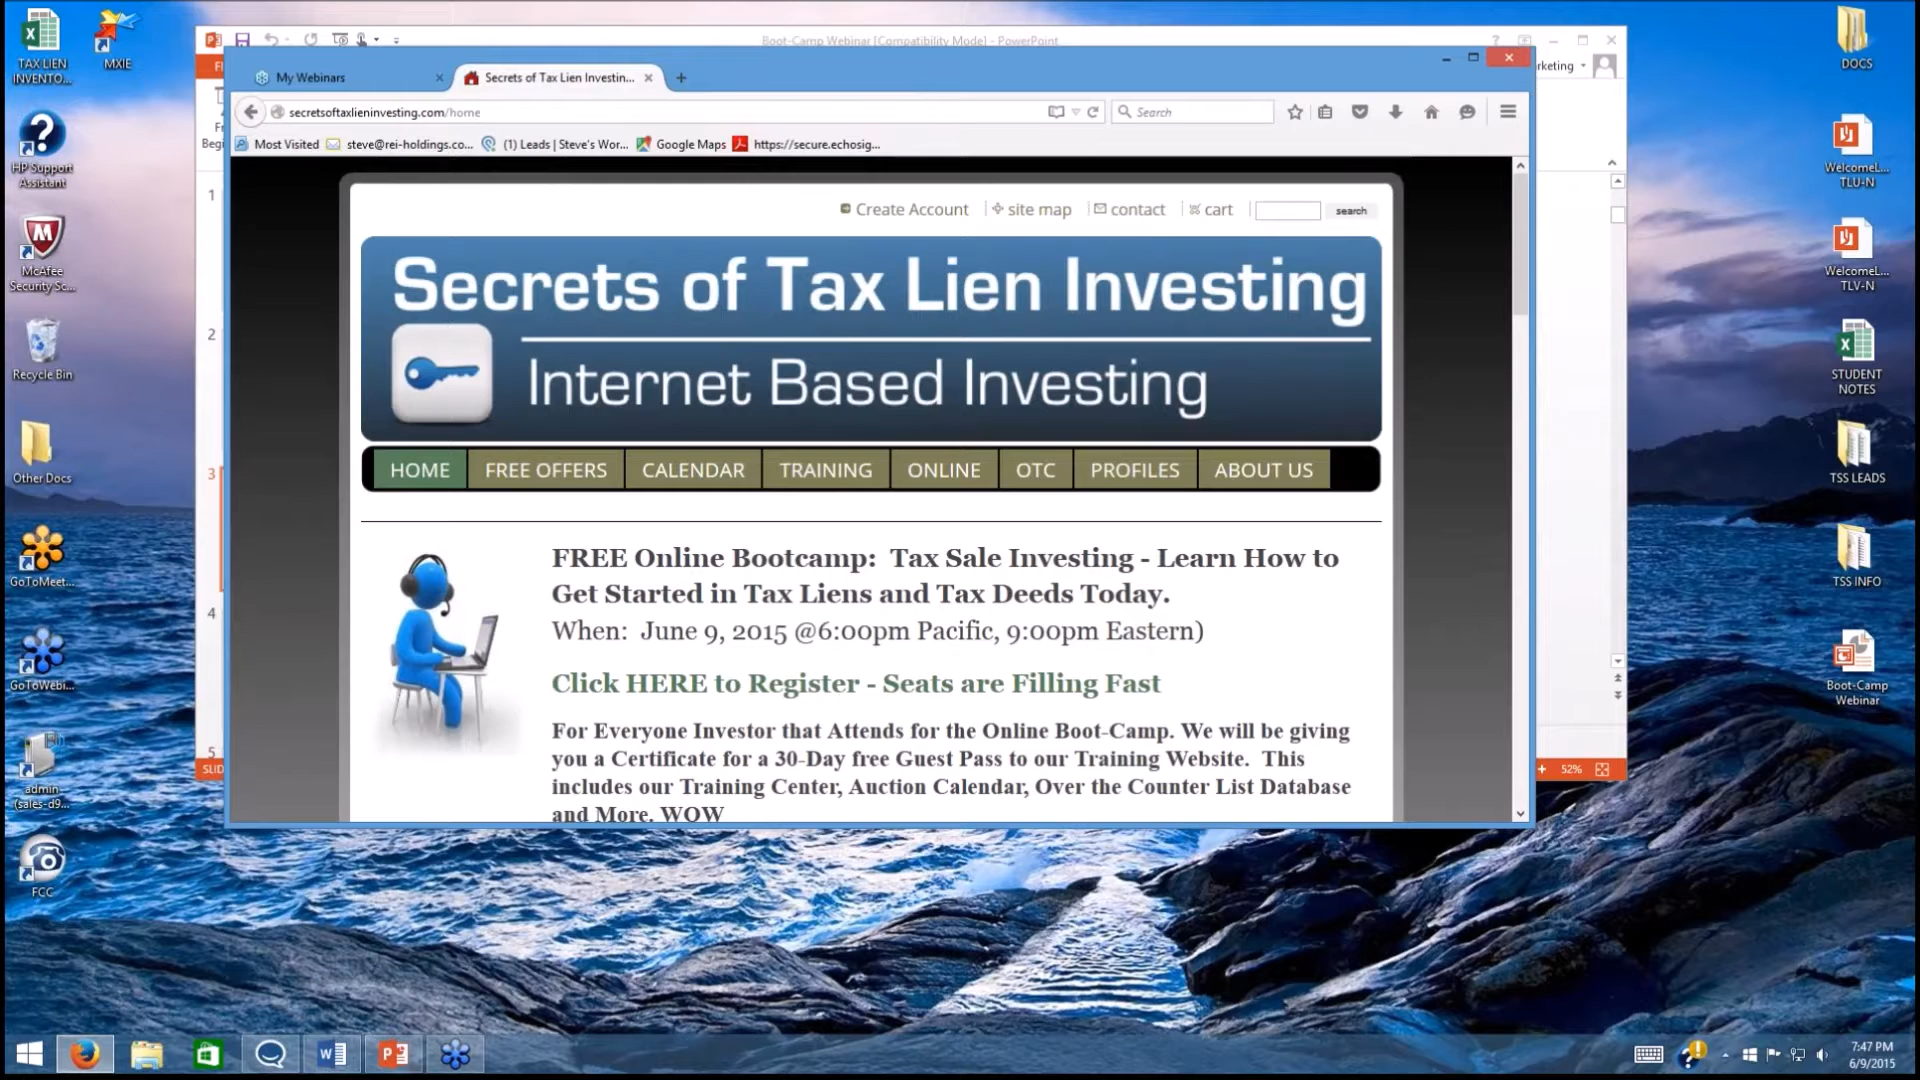 TAX LIEN
INVENTO...
MXIE
HP Support
Assistant
McAfee
Security Sc...
Recycle Bin
Other Docs
GoToMeet...
GoToWebi...
admin
(sales-d9...
FCC
Boot-Camp Webinar [Compatibility Mode] - PowerPoint
My Webinars
Secrets of Tax Lien Investin...
rketing
secretsoftaxlieninvesting.com/home
Search
Most Visited
steve@rei-holdings.co...
(1) Leads | Steve's Wor...
Google Maps
https://secure.echosig...
1
2
3
4
5
Create Account
site map
contact
cart
search
Secrets of Tax Lien Investing
Internet Based Investing
HOME
FREE OFFERS
CALENDAR
TRAINING
ONLINE
OTC
PROFILES
ABOUT US
FREE Online Bootcamp: Tax Sale Investing - Learn How to
Get Started in Tax Liens and Tax Deeds Today.
When: June 9, 2015 @6:00pm Pacific, 9:00pm Eastern)
Click HERE to Register - Seats are Filling Fast
For Everyone Investor that Attends for the Online Boot-Camp. We will be giving
you a Certificate for a 30-Day free Guest Pass to our Training Website. This
includes our Training Center, Auction Calendar, Over the Counter List Database
and More. WOW
SLID
52%
DOCS
WelcomeL...
TLU-N
WelcomeL...
TLV-N
STUDENT
NOTES
TSS LEADS
TSS INFO
Boot-Camp
Webinar
7:47 PM
6/9/2015